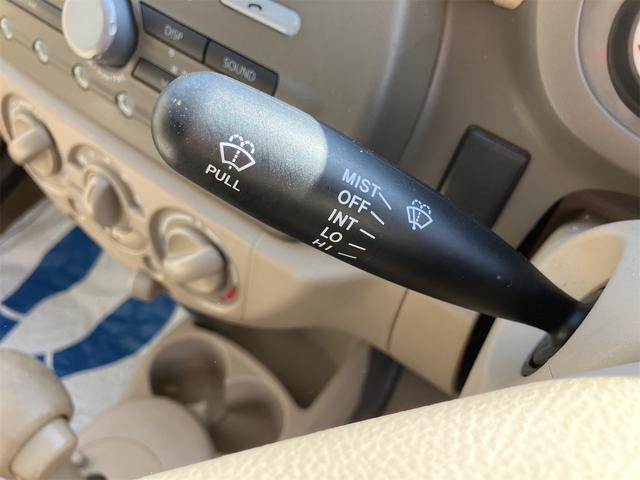 DISP
SOUND
PULL
MIST
OFF
INT
LO
HI